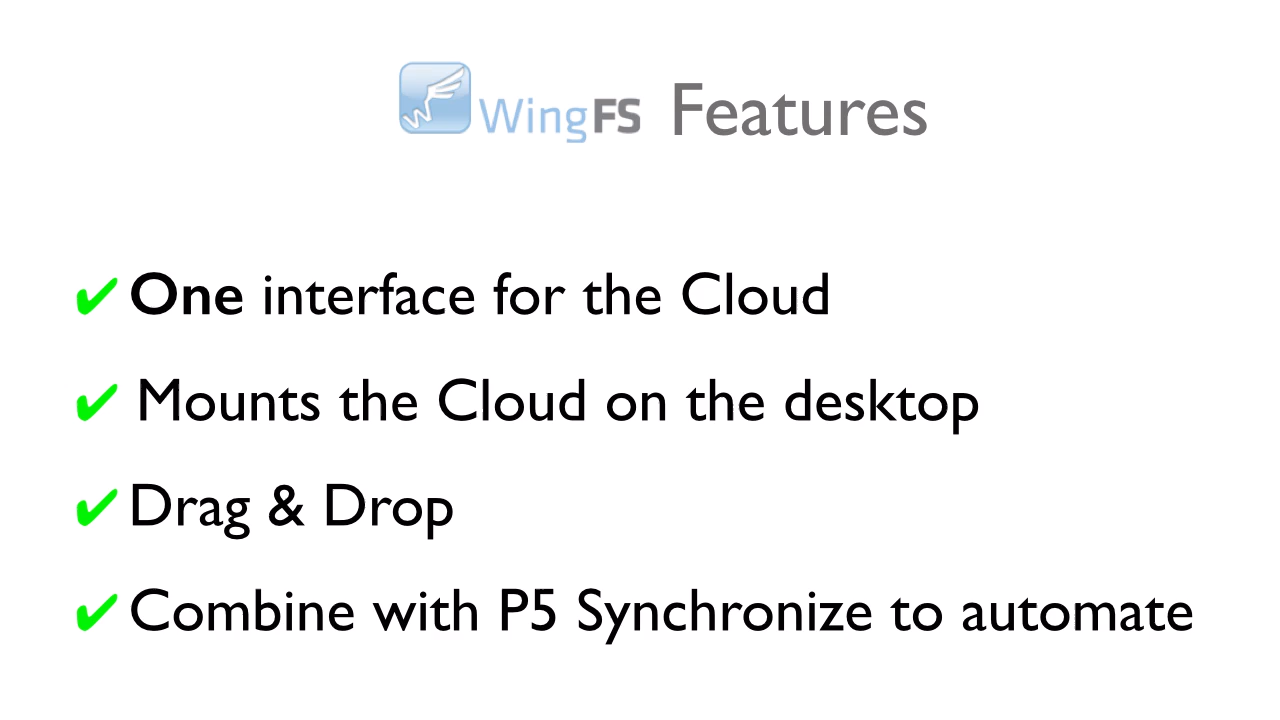 WingFS Features
✔ One interface for the Cloud
✔ Mounts the Cloud on the desktop
✔ Drag & Drop
✔ Combine with P5 Synchronize to automate